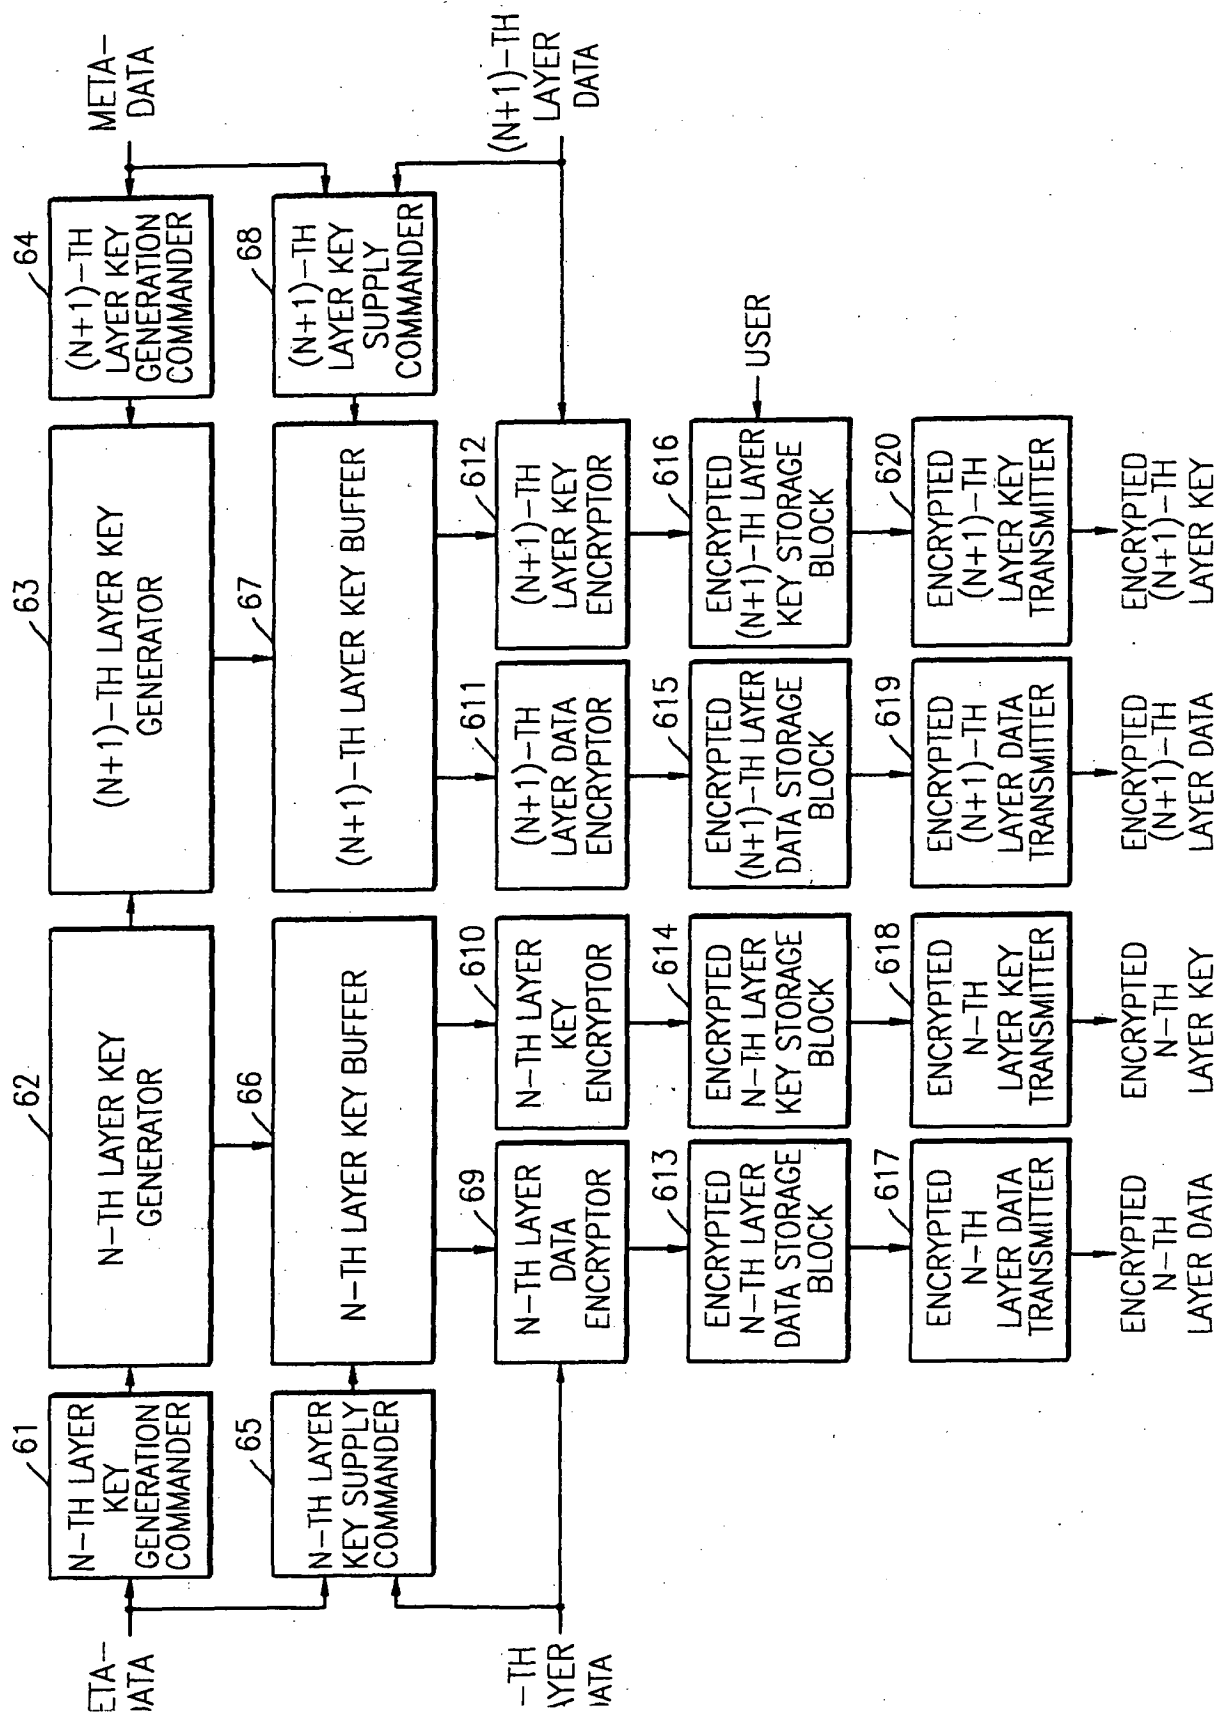 META-
DATA
64
(N+1)-TH
LAYER KEY
GENERATION
COMMANDER
63
(N+1)-TH LAYER KEY
GENERATOR
62
N-TH LAYER KEY
GENERATOR
61
N-TH LAYER
KEY
GENERATION
COMMANDER
ETA-
DATA
68
(N+1)-TH
LAYER KEY
SUPPLY
COMMANDER
67
(N+1)-TH LAYER KEY BUFFER
66
N-TH LAYER KEY BUFFER
65
N-TH LAYER
KEY SUPPLY
COMMANDER
(N+1)-TH
LAYER
DATA
612
(N+1)-TH
LAYER KEY
ENCRYPTOR
611
(N+1)-TH
LAYER DATA
ENCRYPTOR
610
N-TH LAYER
KEY
ENCRYPTOR
69
N-TH LAYER
DATA
ENCRYPTOR
-TH
AYER
DATA
USER
616
ENCRYPTED
(N+1)-TH LAYER
KEY STORAGE
BLOCK
615
ENCRYPTED
(N+1)-TH LAYER
DATA STORAGE
BLOCK
614
ENCRYPTED
N-TH LAYER
KEY STORAGE
BLOCK
613
ENCRYPTED
N-TH LAYER
DATA STORAGE
BLOCK
620
ENCRYPTED
(N+1)-TH
LAYER KEY
TRANSMITTER
619
ENCRYPTED
(N+1)-TH
LAYER DATA
TRANSMITTER
618
ENCRYPTED
N-TH
LAYER KEY
TRANSMITTER
617
ENCRYPTED
N-TH
LAYER DATA
TRANSMITTER
ENCRYPTED
(N+1)-TH
LAYER KEY
ENCRYPTED
(N+1)-TH
LAYER DATA
ENCRYPTED
N-TH
LAYER KEY
ENCRYPTED
N-TH
LAYER DATA